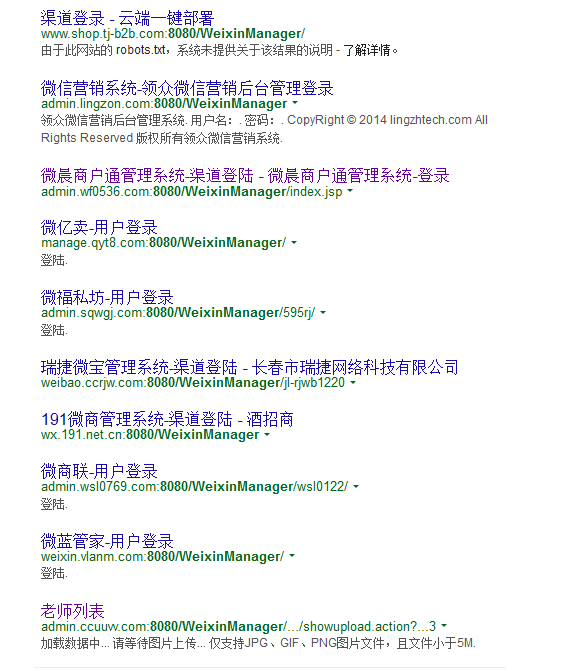 渠道登录 - 云端一键部署
www.shop.tj-b2b.com:8080/WeixinManager/
由于此网站的 robots.txt，系统未提供关于该结果的说明 - 了解详情。
微信营销系统-领众微信营销后台管理登录
admin.lingzon.com:8080/WeixinManager
领众微信营销后台管理系统. 用户名：. 密码：. CopyRight © 2014 lingzhtech.com All
Rights Reserved 版权所有领众微信营销系统.
微晨商户通管理系统-渠道登陆 - 微晨商户通管理系统-登录
admin.wf0536.com:8080/WeixinManager/index.jsp
微亿卖-用户登录
manage.qyt8.com:8080/WeixinManager/
登陆.
微福私坊-用户登录
admin.sqwgj.com:8080/WeixinManager/595rj/
登陆.
瑞捷微宝管理系统-渠道登陆 - 长春市瑞捷网络科技有限公司
weibao.ccrjw.com:8080/WeixinManager/jl-rjwb1220
191微商管理系统-渠道登陆 - 酒招商
wx.191.net.cn:8080/WeixinManager
微商联-用户登录
admin.wsl0769.com:8080/WeixinManager/wsl0122/
登陆.
微蓝管家-用户登录
weixin.vlanm.com:8080/WeixinManager/
登陆.
老师列表
admin.ccuuw.com:8080/WeixinManager/.../showupload.action?...3
加载数据中... 请等待图片上传... 仅支持JPG、GIF、PNG图片文件，且文件小于5M.